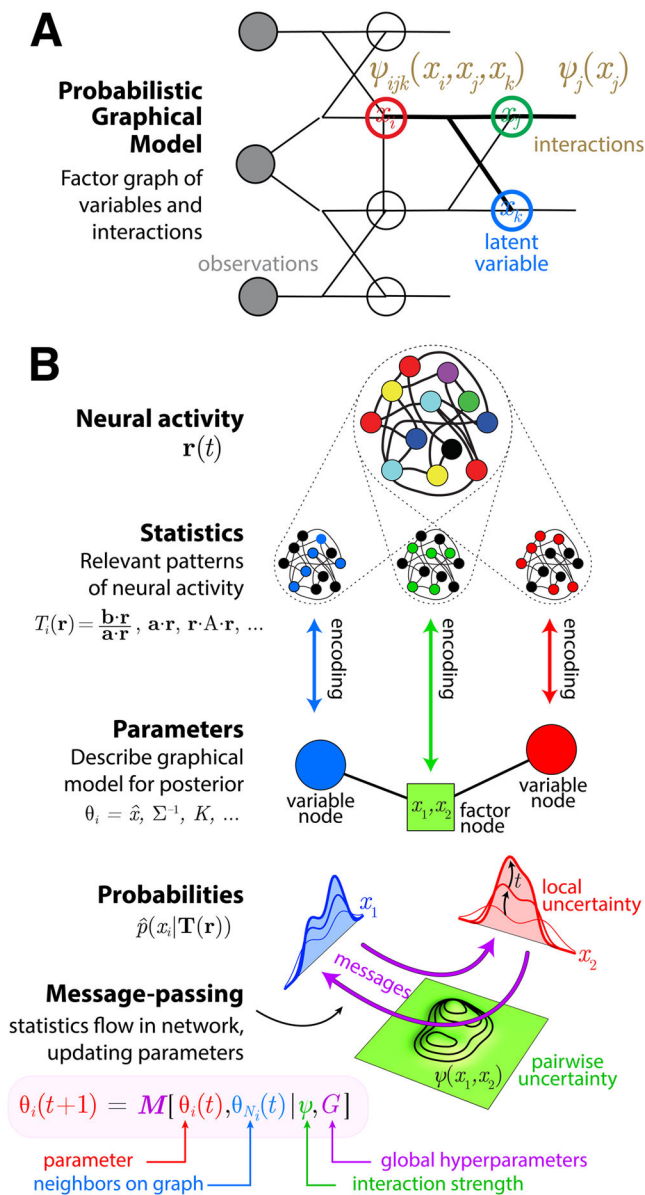 A
Probabilistic
Graphical
Model
Factor graph of
variables and
interactions
ψijk(xi,xj,xk)
ψj(xj)
xi
xj
xk
interactions
latent
variable
observations
B
Neural activity
r(t)
Statistics
Relevant patterns
of neural activity
Ti(r)= b·r/a·r , a·r, r·A·r, ...
encoding
encoding
encoding
Parameters
Describe graphical
model for posterior
θi = x̂, Σ⁻¹, K, ...
variable
node
x1,x2
factor
node
variable
node
Probabilities
p̂(xi|T(r))
x1
t
local
uncertainty
x2
messages
Message-passing
statistics flow in network,
updating parameters
ψ(x1,x2)
pairwise
uncertainty
θi(t+1) = M[θi(t),θNi(t)|ψ,G]
parameter
global hyperparameters
neighbors on graph
interaction strength